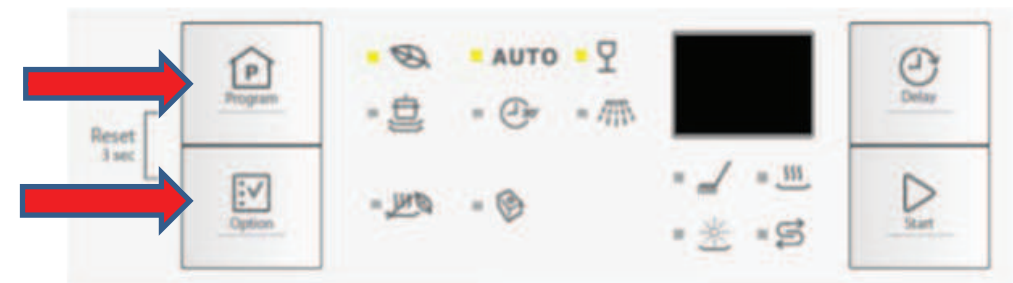 P
Program
AUTO
Delay
Reset
3 sec
Option
Start